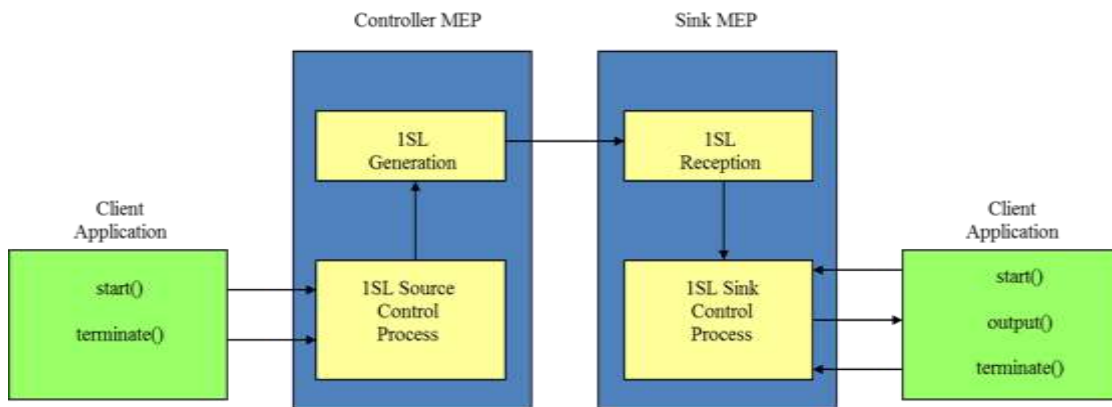 Controller MEP
Sink MEP
1SL
Generation
1SL
Reception
Client
Application
start()
terminate()
1SL Source
Control
Process
1SL Sink
Control
Process
Client
Application
start()
output()
terminate()